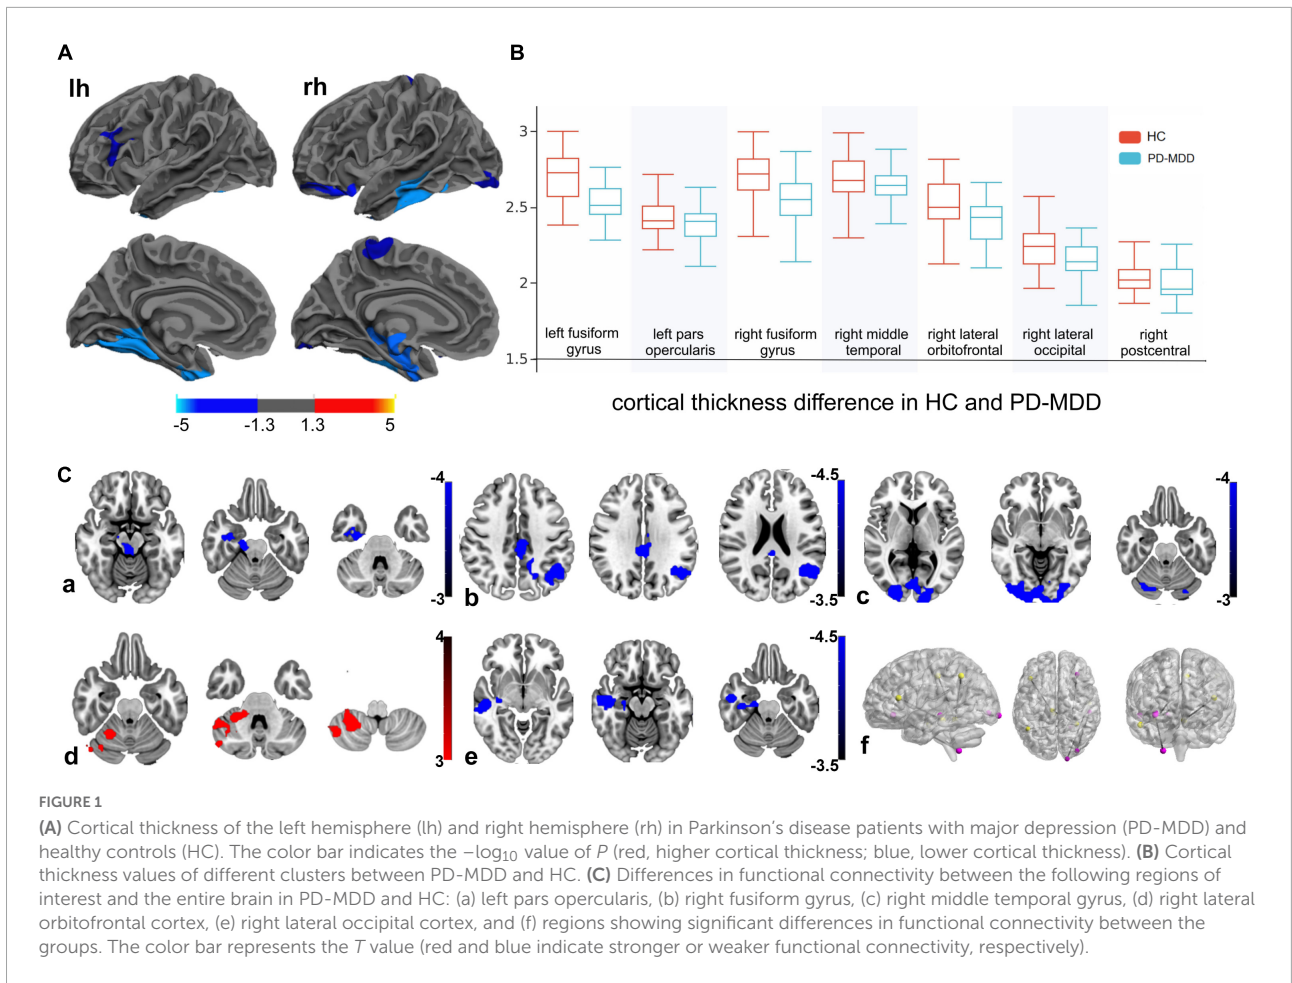 A
lh
rh
-5
-1.3
1.3
5
B
3
2.5
2
1.5
HC
PD-MDD
left fusiform
gyrus
left pars
opercularis
right fusiform
gyrus
right middle
temporal
right lateral
orbitofrontal
right lateral
occipital
right
postcentral
cortical thickness difference in HC and PD-MDD
C
a
-4
-3
b
-4.5
-3.5
c
-4
-3
d
4
3
e
-4.5
-3.5
f
FIGURE 1
(A) Cortical thickness of the left hemisphere (lh) and right hemisphere (rh) in Parkinson's disease patients with major depression (PD-MDD) and
healthy controls (HC). The color bar indicates the −log10 value of P (red, higher cortical thickness; blue, lower cortical thickness). (B) Cortical
thickness values of different clusters between PD-MDD and HC. (C) Differences in functional connectivity between the following regions of
interest and the entire brain in PD-MDD and HC: (a) left pars opercularis, (b) right fusiform gyrus, (c) right middle temporal gyrus, (d) right lateral
orbitofrontal cortex, (e) right lateral occipital cortex, and (f) regions showing significant differences in functional connectivity between the
groups. The color bar represents the T value (red and blue indicate stronger or weaker functional connectivity, respectively).